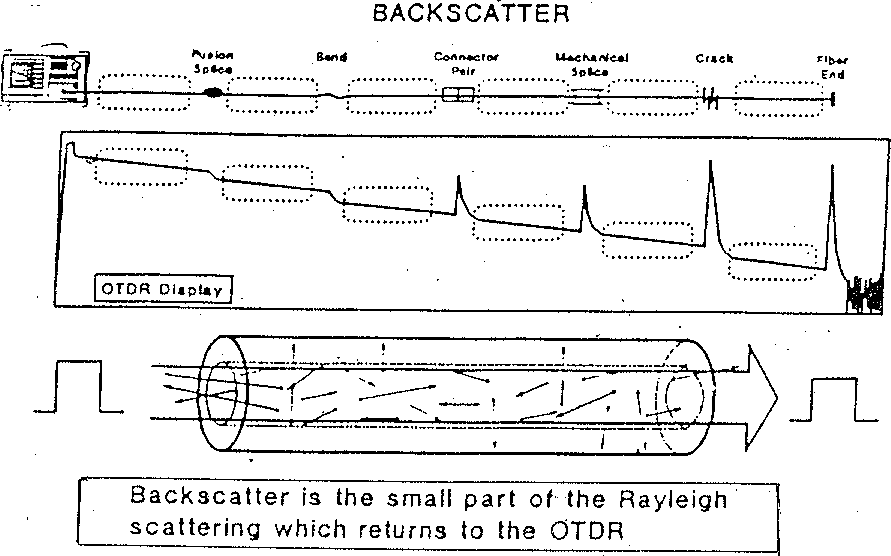 BACKSCATTER
Fusion
Splice
Bend
Connector
Pair
Mechanical
Splice
Crack
Fiber
End
OTDR Display
Backscatter is the small part of the Rayleigh
scattering which returns to the OTDR